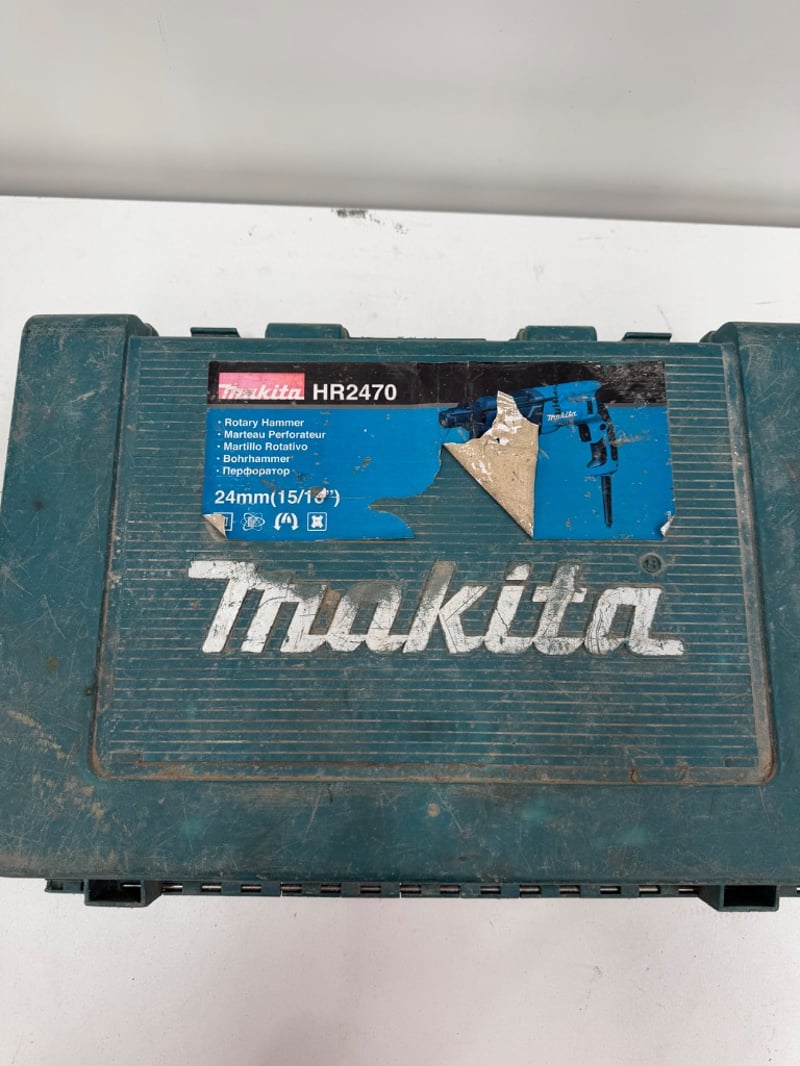 makita HR2470
· Rotary Hammer
· Marteau Perforateur
· Martillo Rotativo
· Bohrhammer
· Перфоратор
24mm(15/16")
makita
makita®